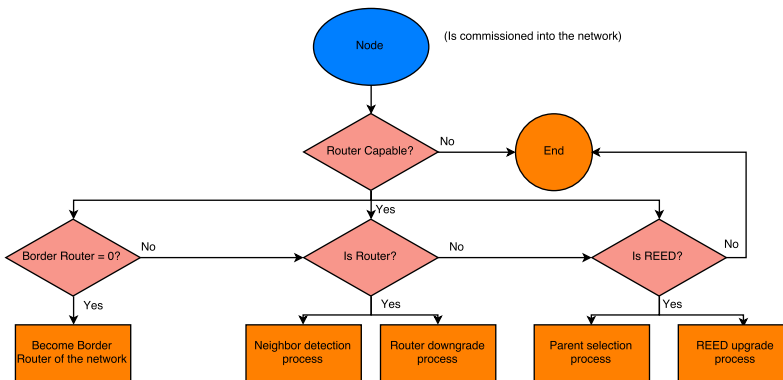 Node
(Is commissioned into the network)
Router Capable?
No
End
Yes
Border Router = 0?
No
Is Router?
No
Is REED?
No
Yes
Yes
Yes
Become Border
Router of the network
Neighbor detection
process
Router downgrade
process
Parent selection
process
REED upgrade
process